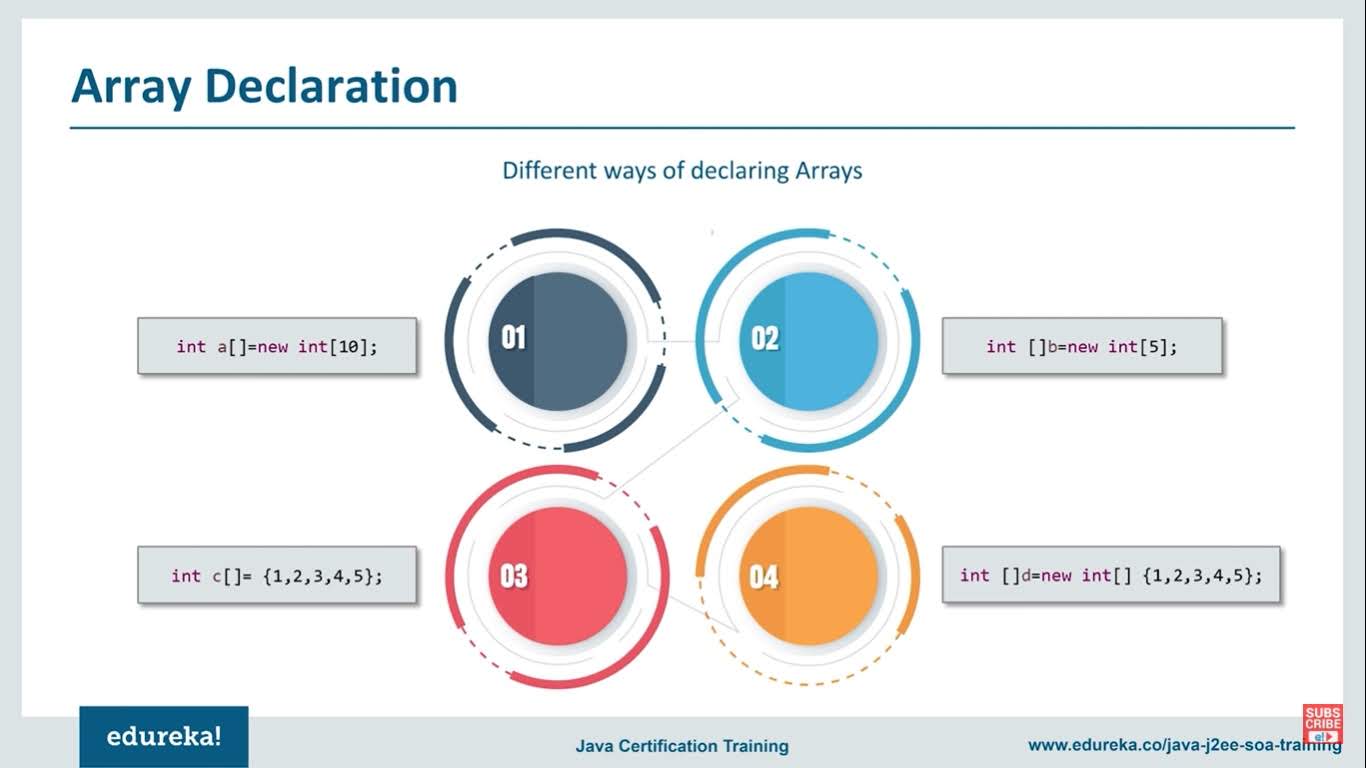 Array Declaration
Different ways of declaring Arrays
01
02
int a[]=new int[10];
int []b=new int[5];
03
04
int c[]= {1,2,3,4,5};
int []d=new int[] {1,2,3,4,5};
edureka!
Java Certification Training
www.edureka.co/java-j2ee-soa-training
SUBS
CRIBE
e!